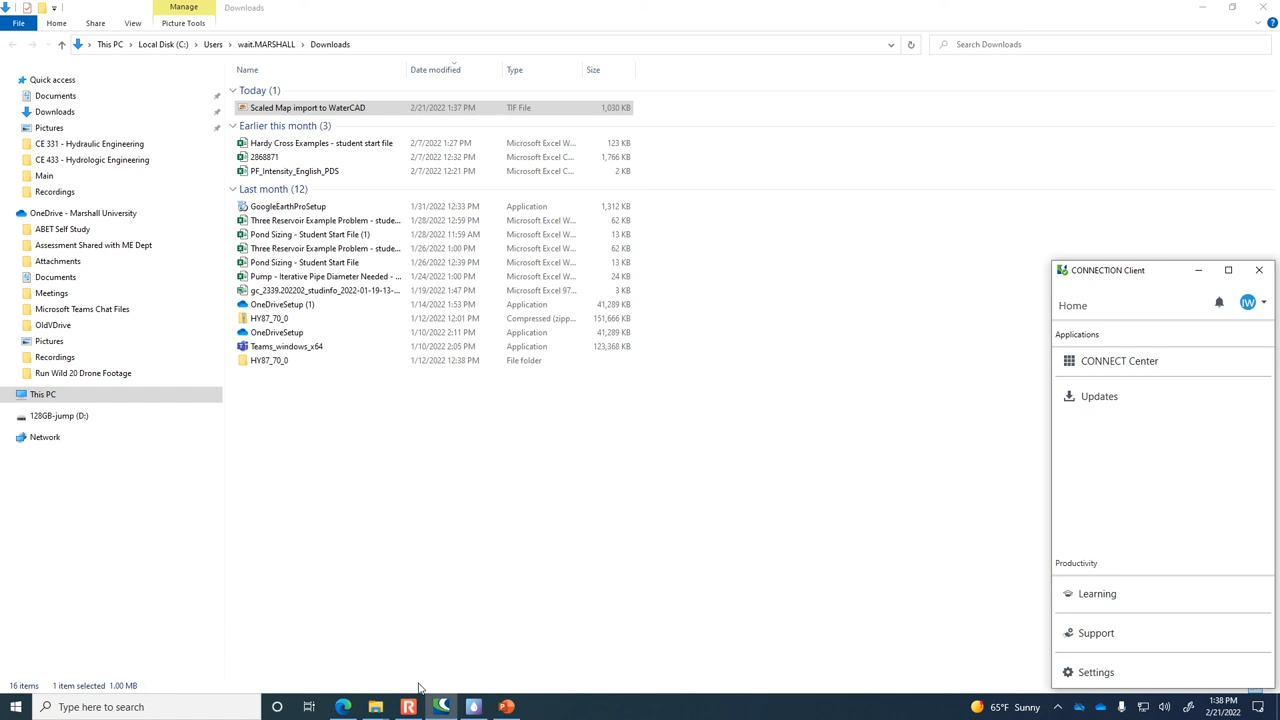 Manage
Downloads
File Home Share View Picture Tools
This PC Local Disk (C:) Users wait.MARSHALL Downloads
Search Downloads
Name Date modified Type Size
Quick access
Documents
Downloads
Pictures
CE 331 - Hydraulic Engineering
CE 433 - Hydrologic Engineering
Main
Recordings
OneDrive - Marshall University
ABET Self Study
Assessment Shared with ME Dept
Attachments
Documents
Meetings
Microsoft Teams Chat Files
OldVDrive
Pictures
Recordings
Run Wild 20 Drone Footage
This PC
128GB-jump (D:)
Network
Today (1)
Scaled Map import to WaterCAD 2/21/2022 1:37 PM TIF File 1,030 KB
Earlier this month (3)
Hardy Cross Examples - student start file 2/7/2022 1:27 PM Microsoft Excel W... 123 KB
2868871 2/7/2022 12:32 PM Microsoft Excel C... 1,766 KB
PF_Intensity_English_PDS 2/7/2022 12:21 PM Microsoft Excel C... 2 KB
Last month (12)
GoogleEarthProSetup 1/31/2022 12:33 PM Application 1,312 KB
Three Reservoir Example Problem - stude... 1/28/2022 12:59 PM Microsoft Excel W... 62 KB
Pond Sizing - Student Start File (1) 1/28/2022 11:59 AM Microsoft Excel W... 13 KB
Three Reservoir Example Problem - stude... 1/26/2022 1:00 PM Microsoft Excel W... 62 KB
Pond Sizing - Student Start File 1/26/2022 12:39 PM Microsoft Excel W... 13 KB
Pump - Iterative Pipe Diameter Needed - ... 1/24/2022 1:00 PM Microsoft Excel W... 24 KB
gc_2339.202202_studinfo_2022-01-19-13-... 1/19/2022 1:47 PM Microsoft Excel 97... 3 KB
OneDriveSetup (1) 1/12/2022 1:53 PM Application 41,289 KB
HY87_70_0 1/12/2022 12:01 PM Compressed (zipp... 151,666 KB
OneDriveSetup 1/10/2022 2:11 PM Application 41,289 KB
Teams_windows_x64 1/10/2022 2:05 PM Application 123,368 KB
HY87_70_0 1/12/2022 12:38 PM File folder
CONNECTION Client
Home
IW
Applications
CONNECT Center
Updates
Productivity
Learning
Support
Settings
16 items 1 item selected 1.00 MB
Type here to search
65°F Sunny
1:38 PM
2/21/2022